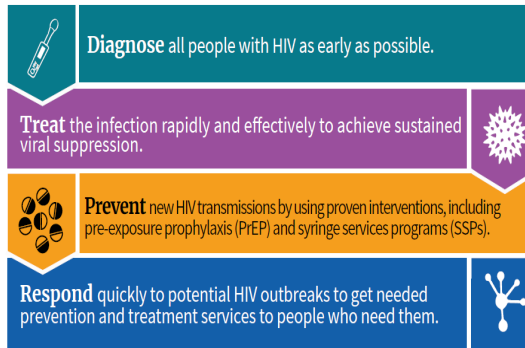 Diagnose all people with HIV as early as possible.
Treat the infection rapidly and effectively to achieve sustained
viral suppression.
Prevent new HIV transmissions by using proven interventions, including
pre-exposure prophylaxis (PrEP) and syringe services programs (SSPs).
Respond quickly to potential HIV outbreaks to get needed
prevention and treatment services to people who need them.